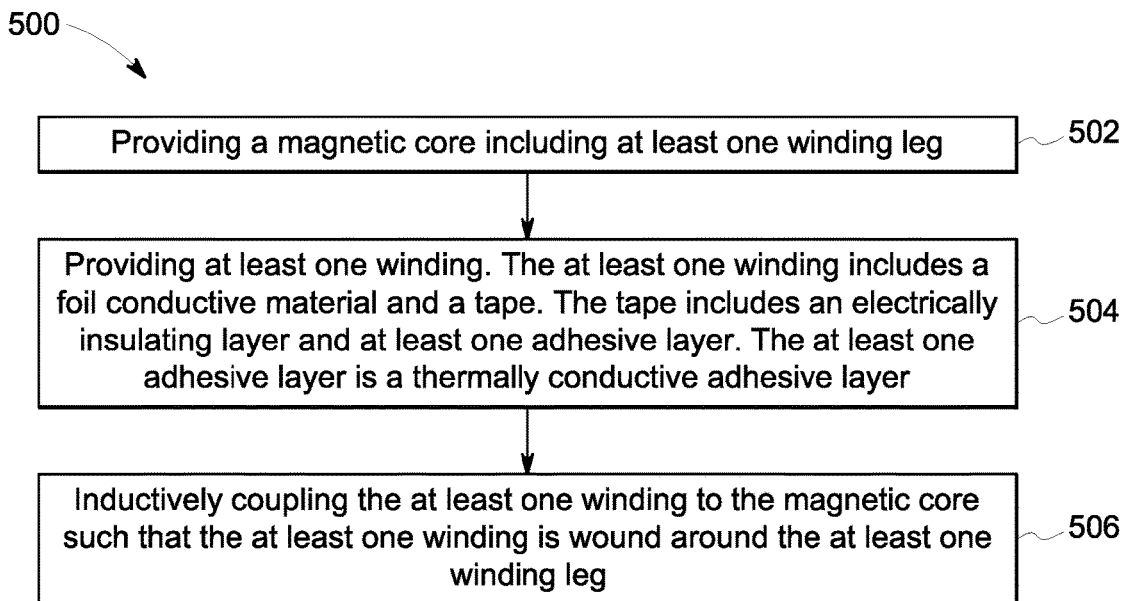 500
Providing a magnetic core including at least one winding leg
502
Providing at least one winding. The at least one winding includes a
foil conductive material and a tape. The tape includes an electrically
insulating layer and at least one adhesive layer. The at least one
adhesive layer is a thermally conductive adhesive layer
504
Inductively coupling the at least one winding to the magnetic core
such that the at least one winding is wound around the at least one
winding leg
506